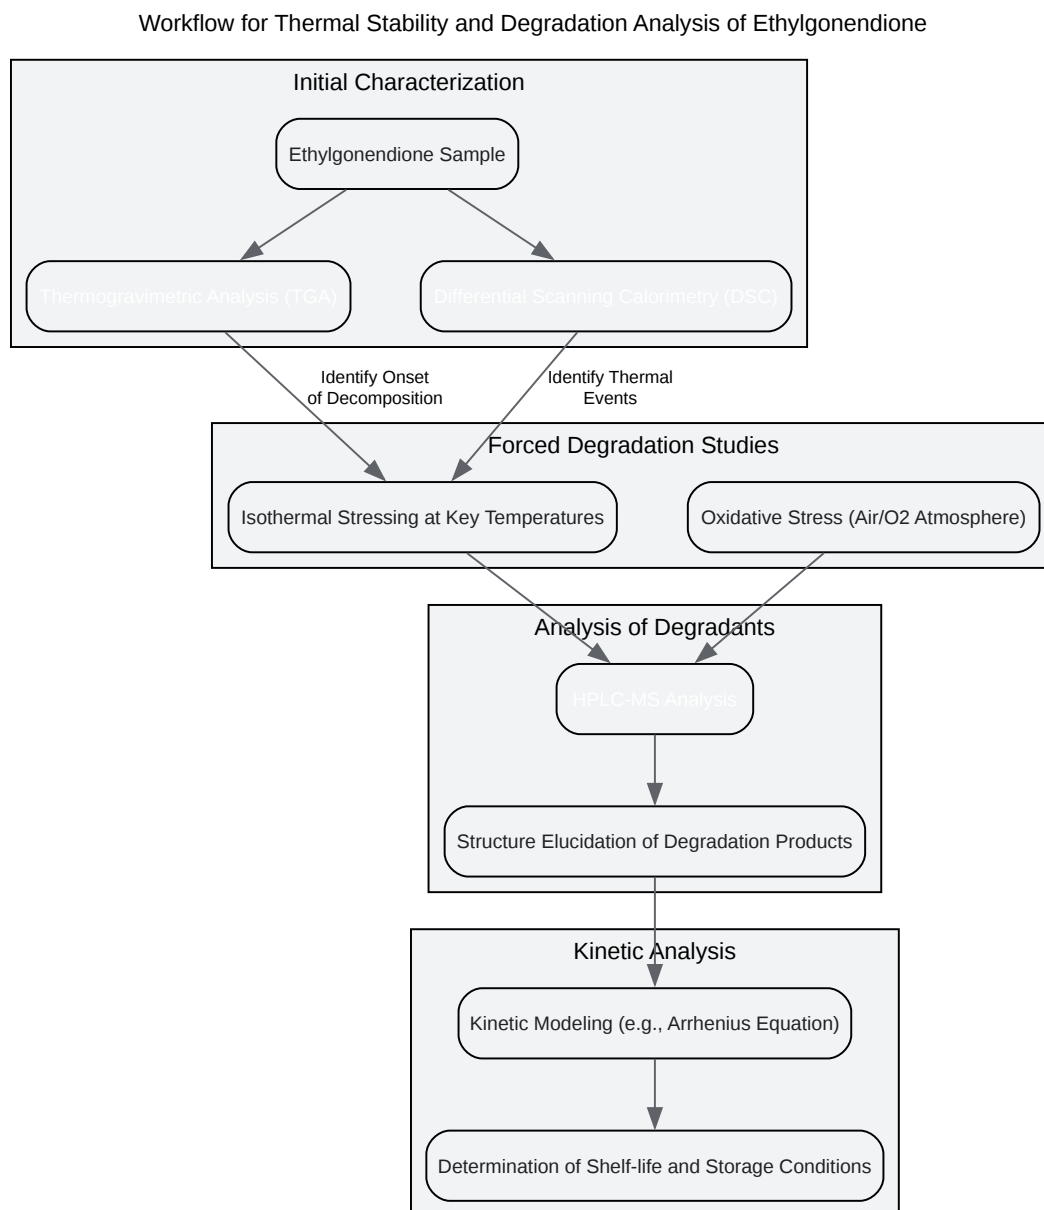 Workflow for Thermal Stability and Degradation Analysis of Ethylgonendione
Initial Characterization
Ethylgonendione Sample
Thermogravimetric Analysis (TGA)
Differential Scanning Calorimetry (DSC)
Identify Onset
of Decomposition
Identify Thermal
Events
Forced Degradation Studies
Isothermal Stressing at Key Temperatures
Oxidative Stress (Air/O2 Atmosphere)
Analysis of Degradants
HPLC-MS Analysis
Structure Elucidation of Degradation Products
Kinetic Analysis
Kinetic Modeling (e.g., Arrhenius Equation)
Determination of Shelf-life and Storage Conditions